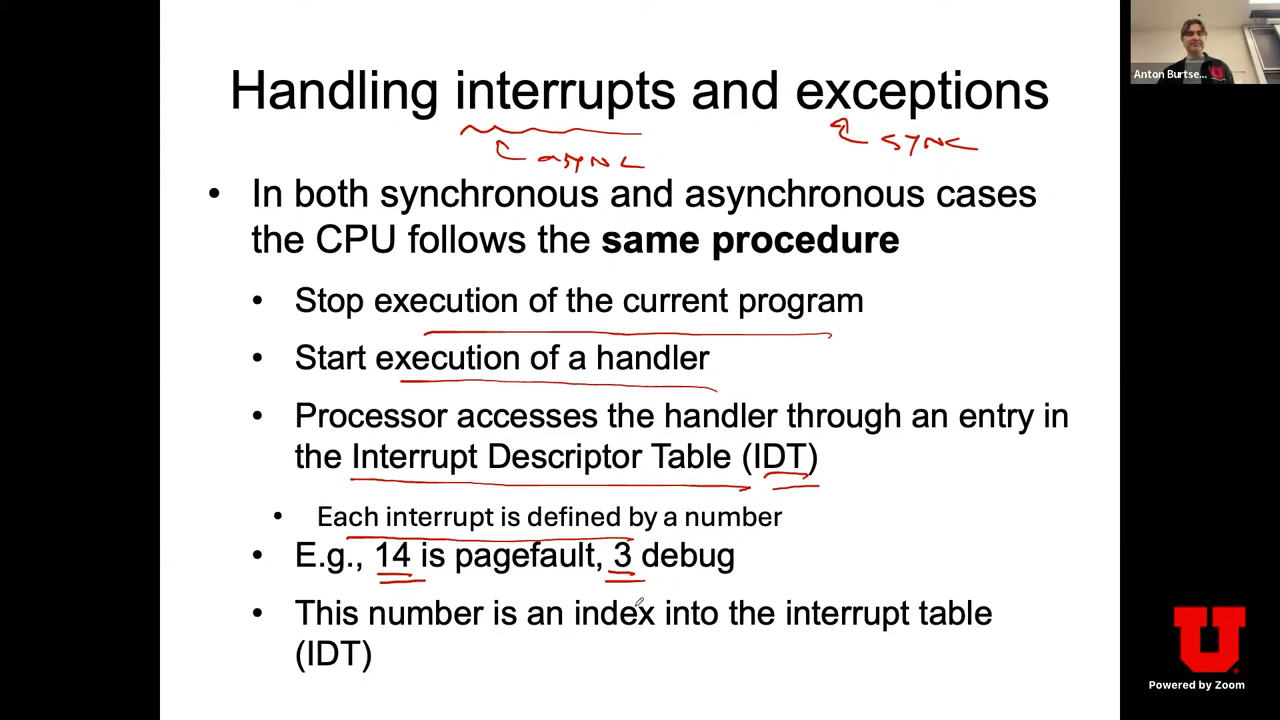 Handling interrupts and exceptions
async
sync
• In both synchronous and asynchronous cases
the CPU follows the same procedure
• Stop execution of the current program
• Start execution of a handler
• Processor accesses the handler through an entry in
the Interrupt Descriptor Table (IDT)
• Each interrupt is defined by a number
• E.g., 14 is pagefault, 3 debug
• This number is an index into the interrupt table
(IDT)
Anton Burtse...
U
Powered by Zoom